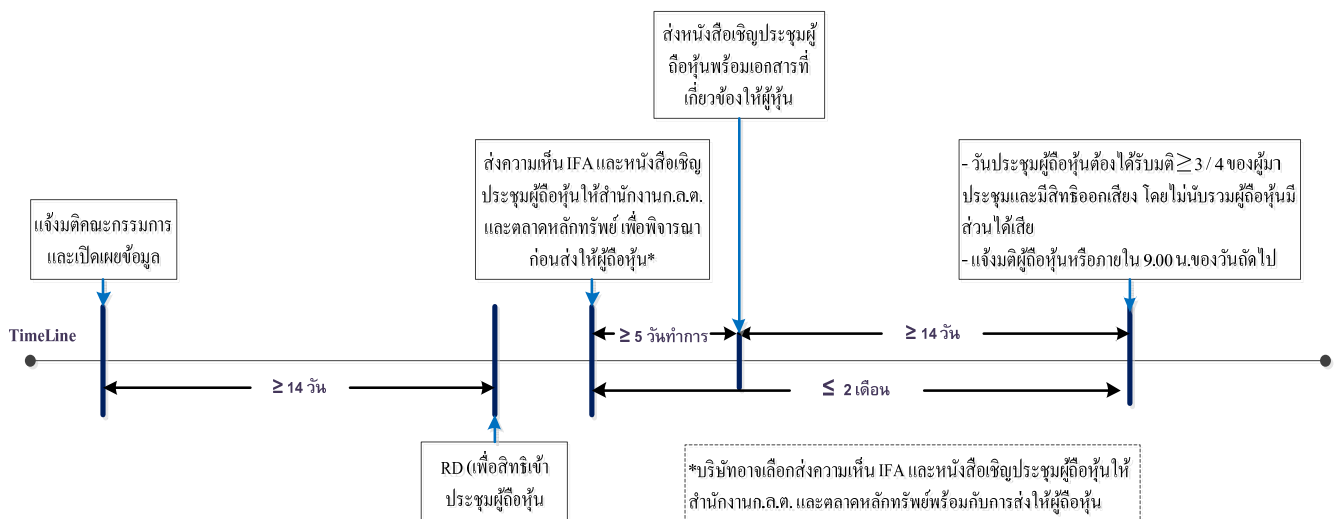 ส่งหนังสือเชิญประชุมผู้
ถือหุ้นพร้อมเอกสารที่
เกี่ยวข้องให้ผู้หุ้น
ส่งความเห็น IFA และหนังสือเชิญ
ประชุมผู้ถือหุ้นให้สำนักงานก.ล.ต.
และตลาดหลักทรัพย์ เพื่อพิจารณา
ก่อนส่งให้ผู้ถือหุ้น*
- วันประชุมผู้ถือหุ้นต้องได้รับมติ ≥ 3 / 4 ของผู้มา
ประชุมและมีสิทธิออกเสียง โดยไม่นับรวมผู้ถือหุ้นมี
ส่วนได้เสีย
- แจ้งมติผู้ถือหุ้นหรือภายใน 9.00 น.ของวันถัดไป
แจ้งมติคณะกรรมการ
และเปิดเผยข้อมูล
TimeLine
≥ 5 วันทำการ
≥ 14 วัน
≥ 14 วัน
≤ 2 เดือน
RD (เพื่อสิทธิเข้า
ประชุมผู้ถือหุ้น
*บริษัทอาจเลือกส่งความเห็น IFA และหนังสือเชิญประชุมผู้ถือหุ้นให้
สำนักงานก.ล.ต. และตลาดหลักทรัพย์พร้อมกับการส่งให้ผู้ถือหุ้น